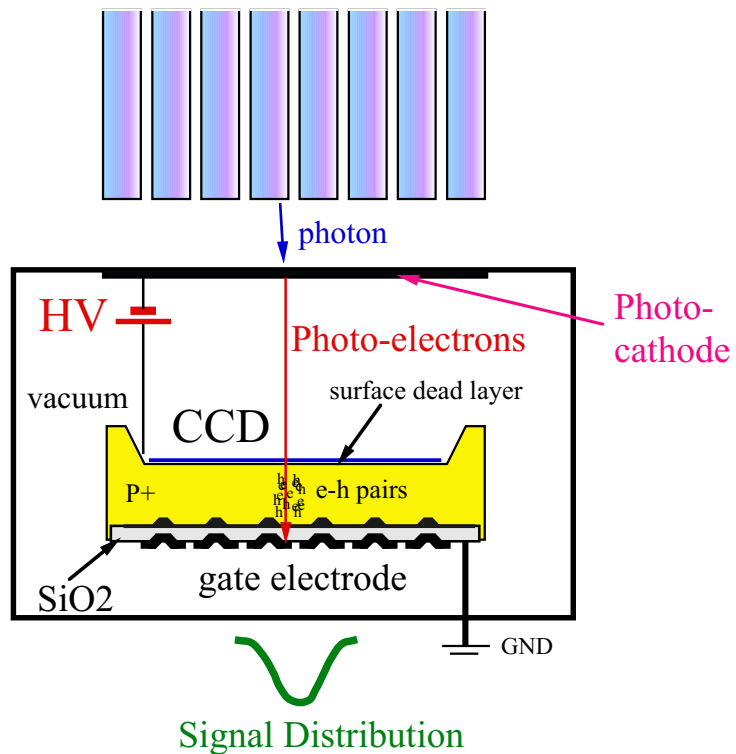 photon
HV
Photo-
cathode
Photo-electrons
surface dead layer
vacuum
CCD
P+
e-h pairs
h h
e e e
e e h
h e
h h e e
h h
gate electrode
SiO2
GND
Signal Distribution